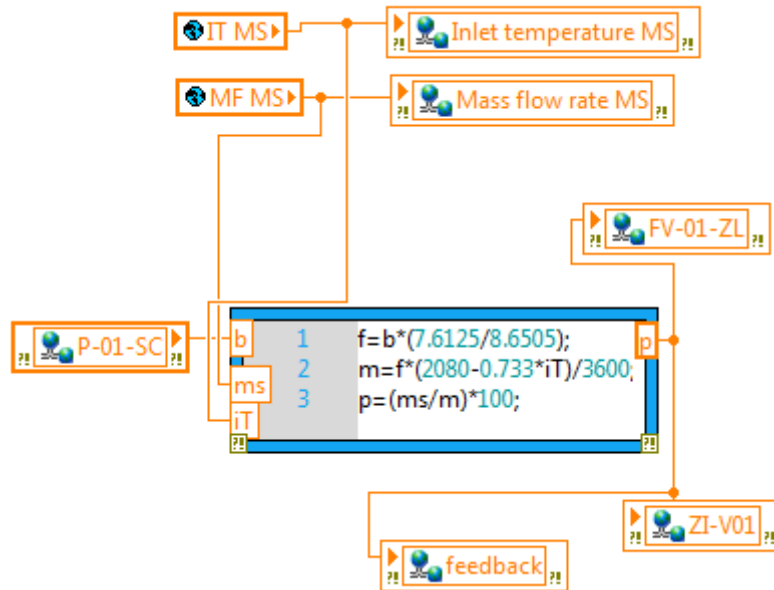 IT MS
Inlet temperature MS
MF MS
Mass flow rate MS
FV-01-ZL
P-01-SC
b
ms
iT
1 f=b*(7.6125/8.6505);
2 m=f*(2080-0.733*iT)/3600;
3 p=(ms/m)*100;
p
ZI-V01
feedback
?!
?!
?!
?!
?!
?!
?!
?!
?!
?!
?!
?!
?!
?!